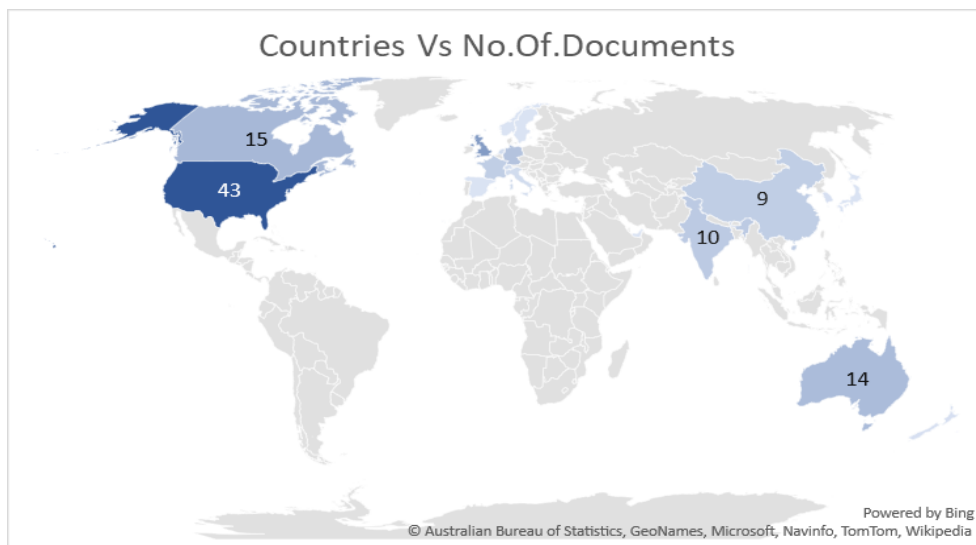 Countries Vs No.Of.Documents
15
43
9
10
14
Powered by Bing
© Australian Bureau of Statistics, GeoNames, Microsoft, Navinfo, TomTom, Wikipedia